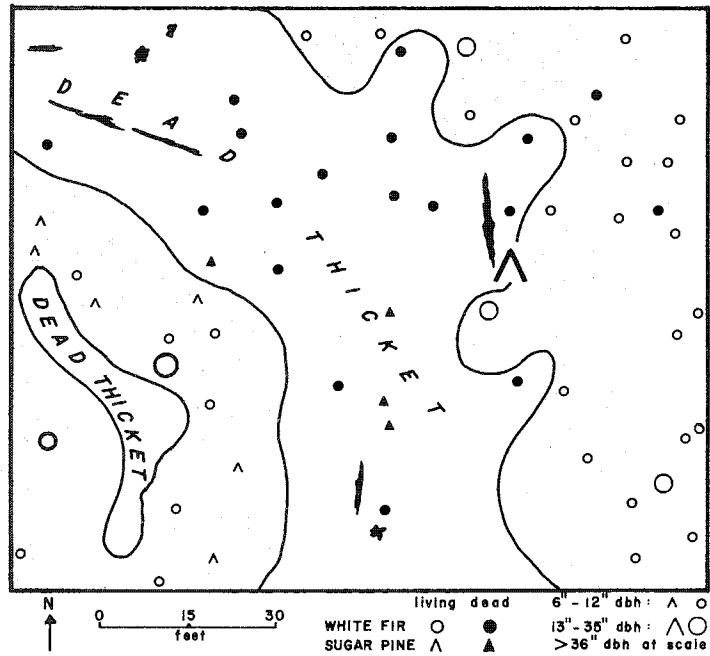 DEAD
THICKET
DEAD THICKET
N
0 15 30
feet
living dead
WHITE FIR
SUGAR PINE
6"-12" dbh:
13"-35" dbh:
>36" dbh at scale